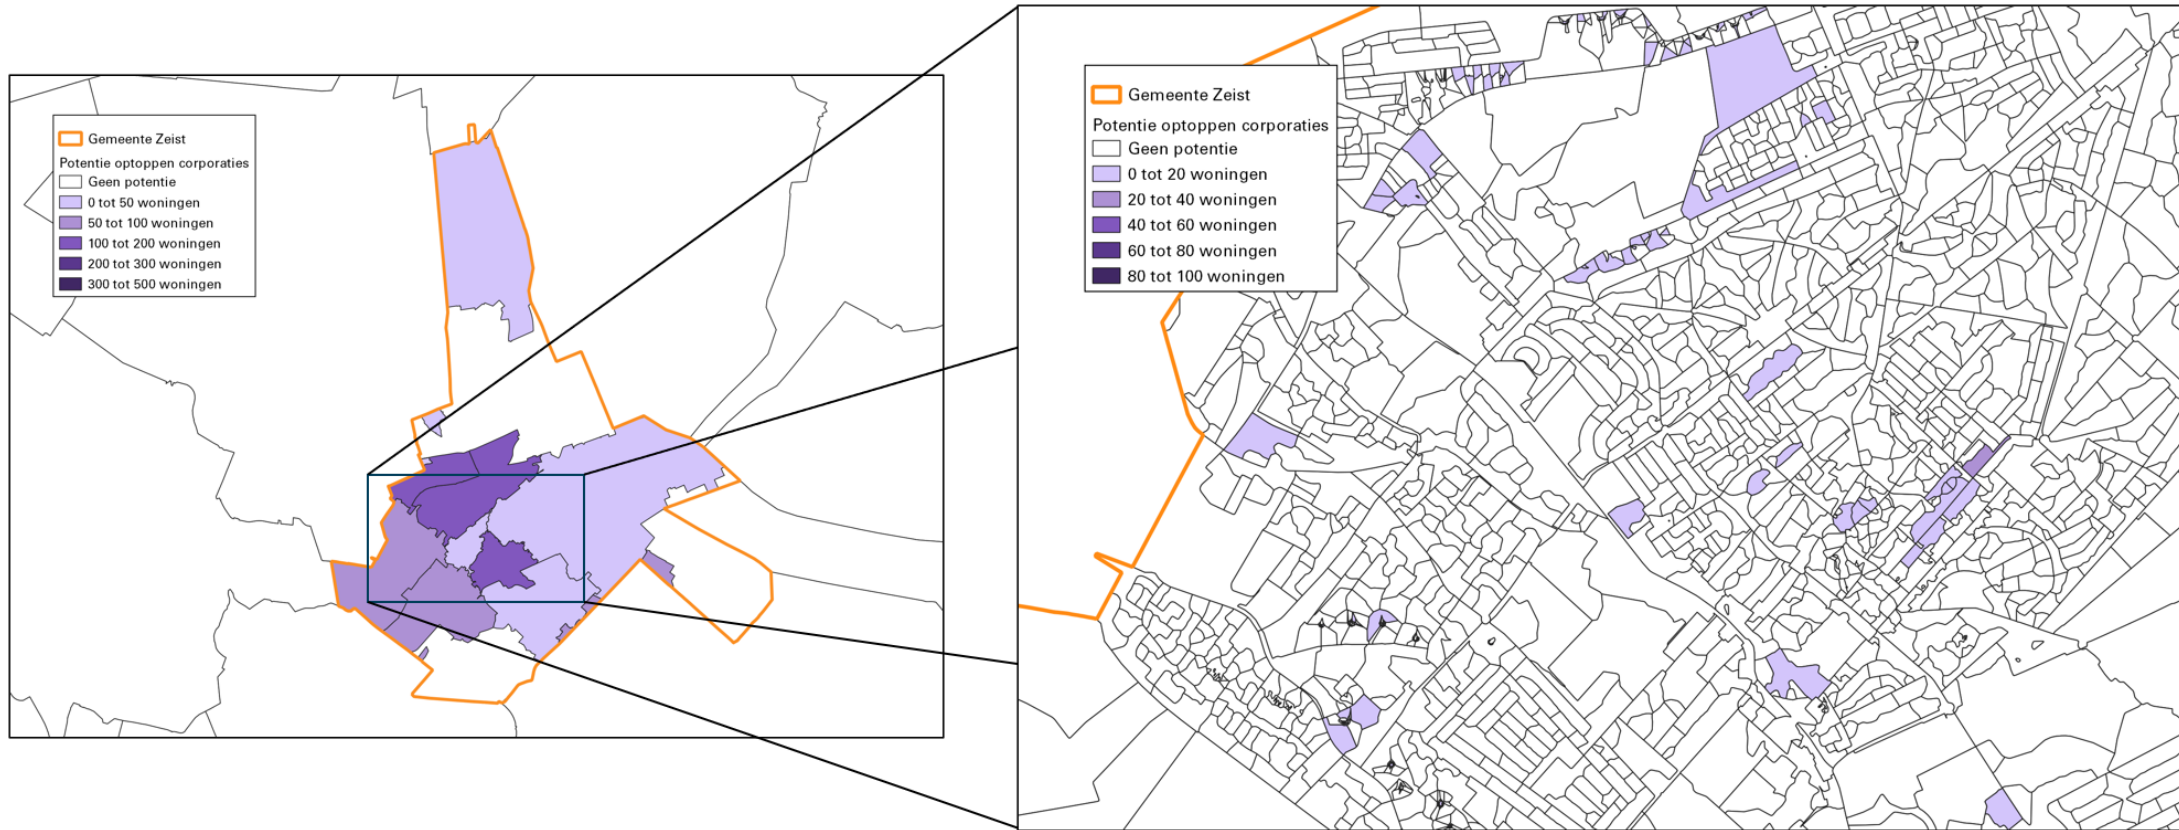 Gemeente Zeist
Potentie optoppen corporaties
Geen potentie
0 tot 50 woningen
50 tot 100 woningen
100 tot 200 woningen
200 tot 300 woningen
300 tot 500 woningen
Gemeente Zeist
Potentie optoppen corporaties
Geen potentie
0 tot 20 woningen
20 tot 40 woningen
40 tot 60 woningen
60 tot 80 woningen
80 tot 100 woningen